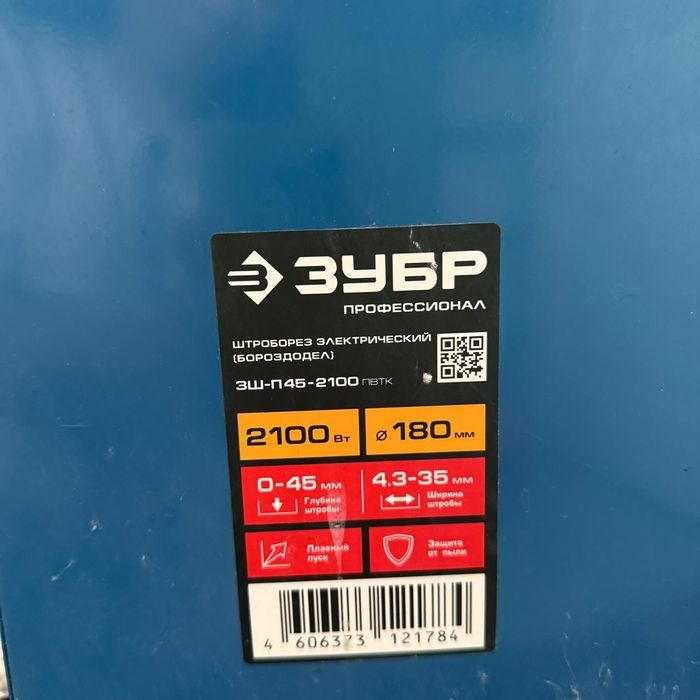 ЗУБР
ПРОФЕССИОНАЛ
ШТРОБОРЕЗ ЭЛЕКТРИЧЕСКИЙ
(БОРОЗДОДЕЛ)
ЗШ-П45-2100 ПВТК
2100 Вт
ø 180 мм
0-45 мм
Глубина
штробы
4.3-35 мм
Ширина
штробы
Плавный
пуск
Защита
от пыли
4 606373 121784